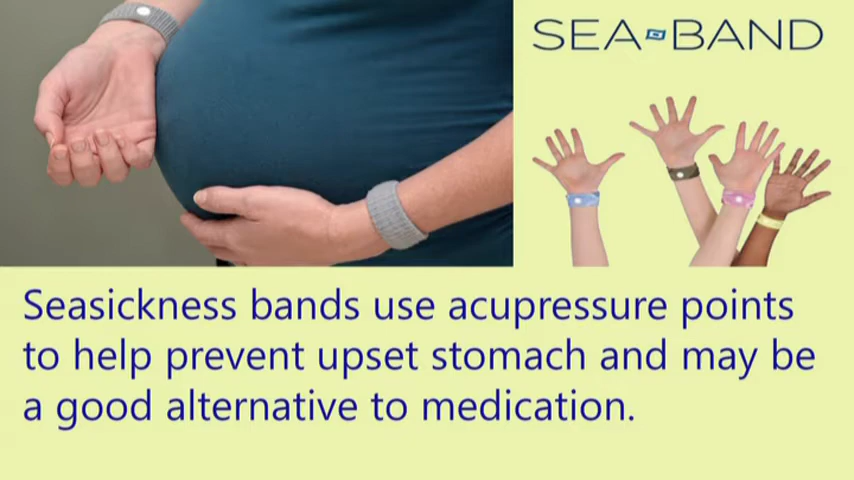 SEA-BAND
Seasickness bands use acupressure points
to help prevent upset stomach and may be
a good alternative to medication.